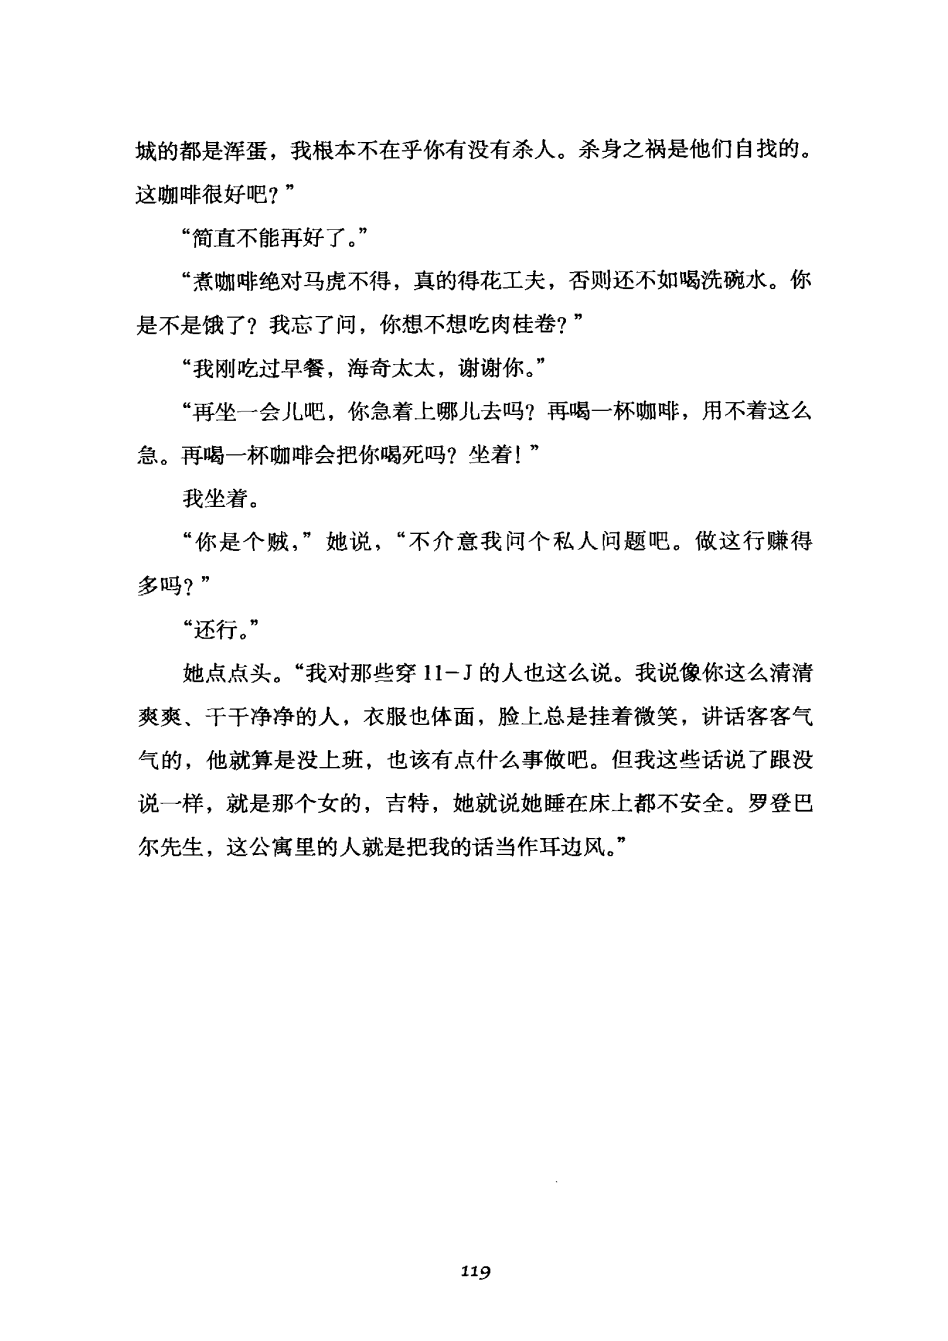 城的都是浑蛋，我根本不在乎你有没有杀人。杀身之祸是他们自找的。
这咖啡很好吧？”
“简直不能再好了。”
“煮咖啡绝对马虎不得，真的得花工夫，否则还不如喝洗碗水。你
是不是饿了？我忘了问，你想不想吃肉桂卷？”
“我刚吃过早餐，海奇太太，谢谢你。”
“再坐一会儿吧，你急着上哪儿去吗？再喝一杯咖啡，用不着这么
急。再喝一杯咖啡会把你喝死吗？坐着！”
我坐着。
“你是个贼，”她说，“不介意我问个私人问题吧。做这行赚得
多吗？”
“还行。”
她点点头。“我对那些穿 11-J 的人也这么说。我说像你这么清清
爽爽、干干净净的人，衣服也体面，脸上总是挂着微笑，讲话客客气
气的，他就算是没上班，也该有点什么事做吧。但我这些话说了跟没
说一样，就是那个女的，吉特，她就说她睡在床上都不安全。罗登巴
尔先生，这公寓里的人就是把我的话当作耳边风。”
119